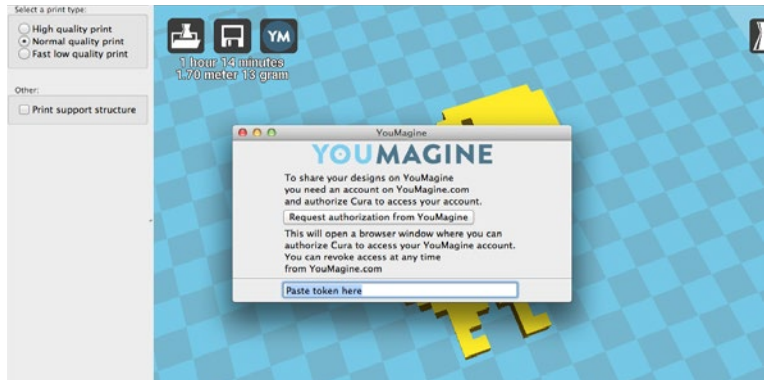 Select a print type:
High quality print
Normal quality print
Fast low quality print
Other:
Print support structure
YM
1 hour 14 minutes
1.70 meter 13 gram
YouMagine
YOUMAGINE
To share your designs on YouMagine
you need an account on YouMagine.com
and authorize Cura to access your account.
Request authorization from YouMagine
This will open a browser window where you can
authorize Cura to access your YouMagine account.
You can revoke access at any time
from YouMagine.com
Paste token here